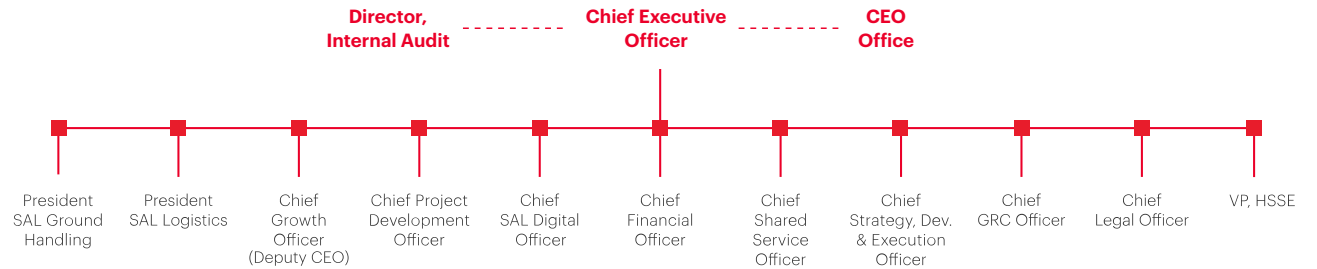 Director,
Internal Audit
Chief Executive
Officer
CEO
Office
President
SAL Ground
Handling
President
SAL Logistics
Chief
Growth
Officer
(Deputy CEO)
Chief Project
Development
Officer
Chief
SAL Digital
Officer
Chief
Financial
Officer
Chief
Shared
Service
Officer
Chief
Strategy, Dev.
& Execution
Officer
Chief
GRC Officer
Chief
Legal Officer
VP, HSSE